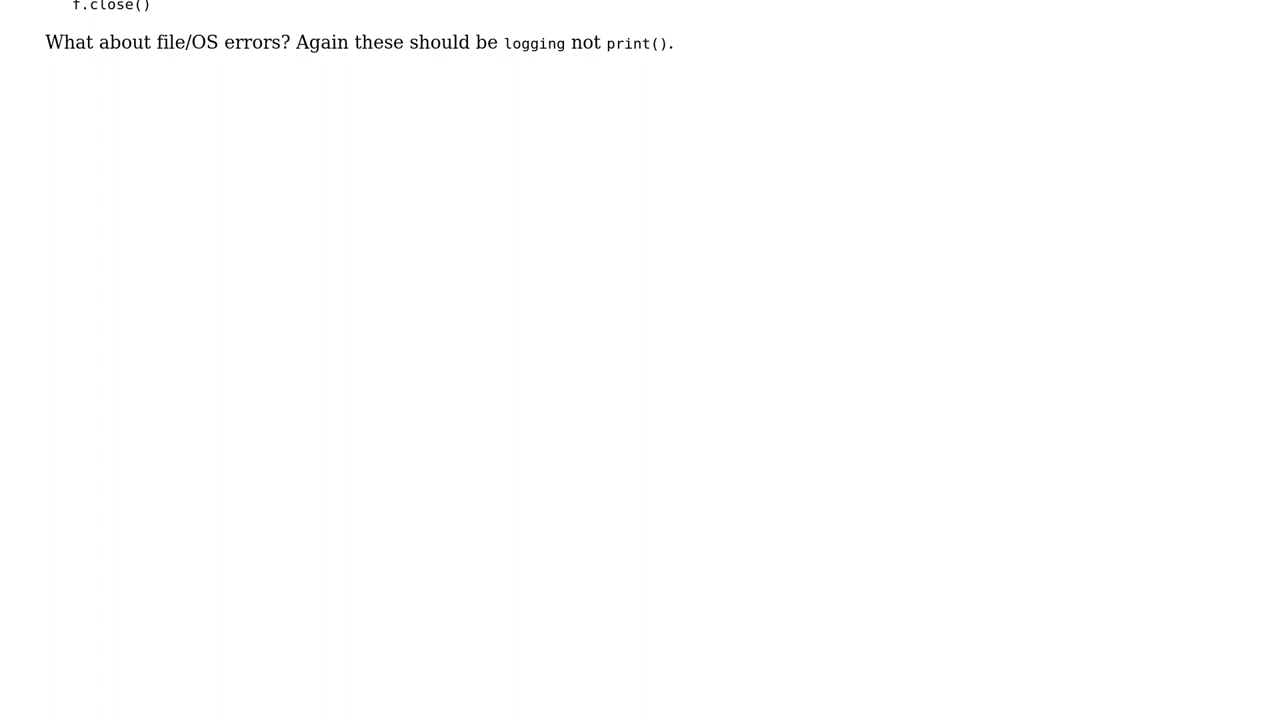 f.close()
What about file/OS errors? Again these should be logging not print().